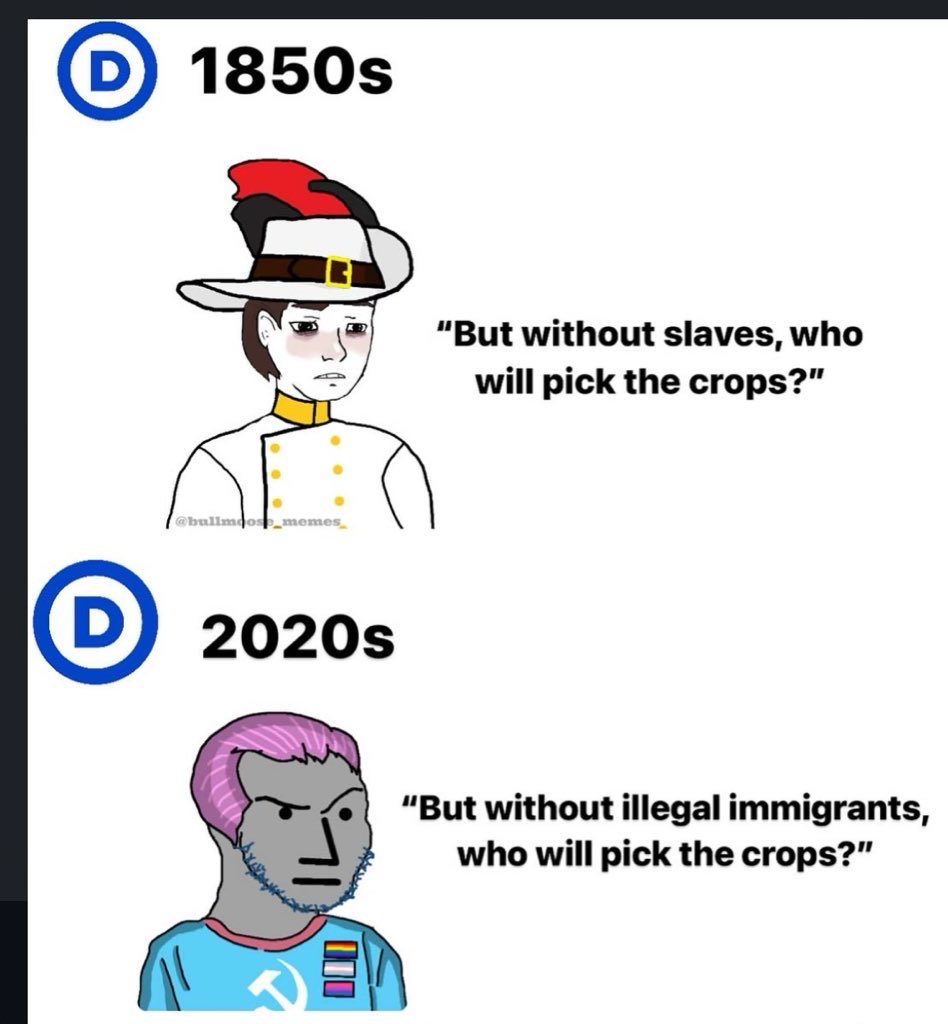 D 1850s
“But without slaves, who
will pick the crops?”
@bullmoose_memes
D 2020s
“But without illegal immigrants,
who will pick the crops?”